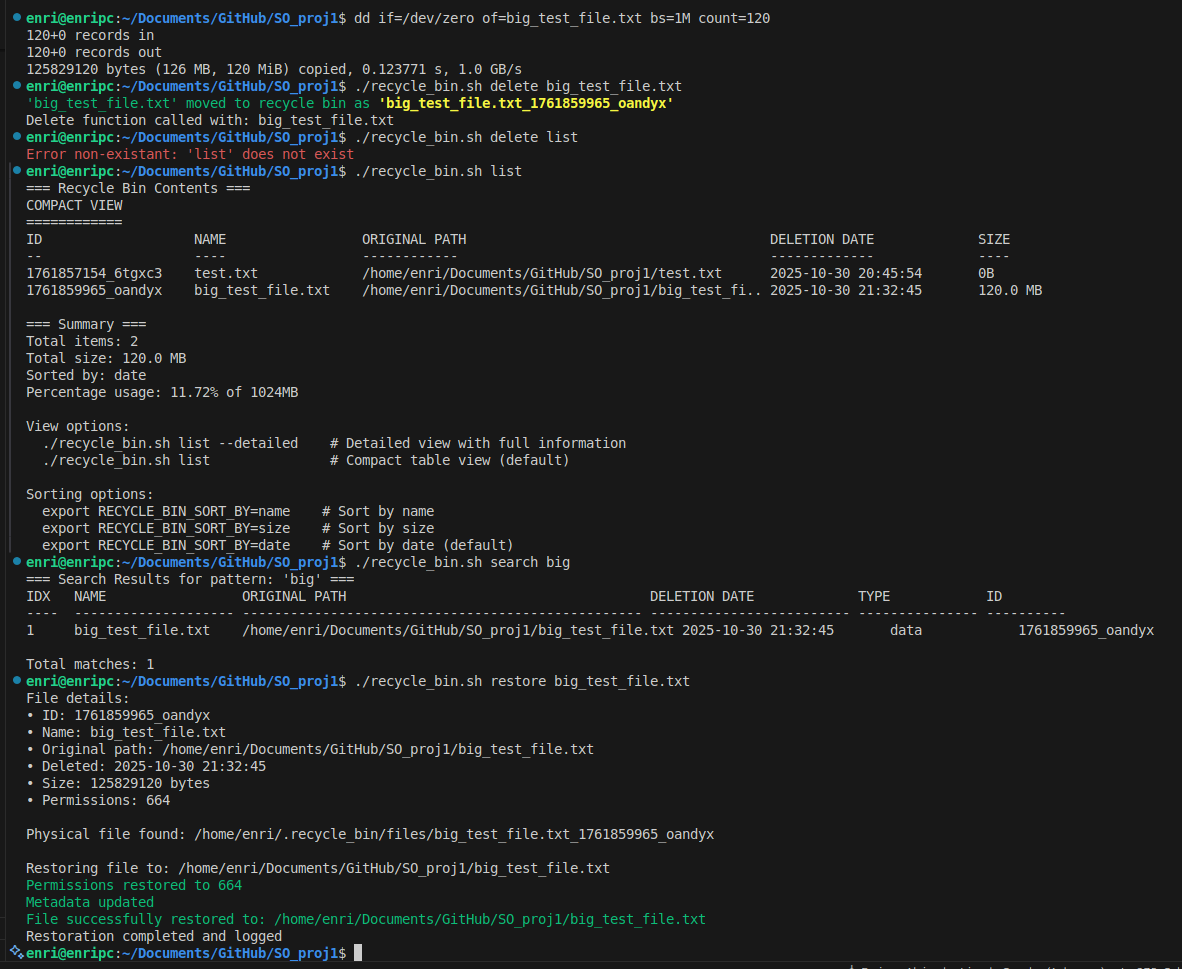 enri@enripc:~/Documents/GitHub/SO_proj1$ dd if=/dev/zero of=big_test_file.txt bs=1M count=120
120+0 records in
120+0 records out
125829120 bytes (126 MB, 120 MiB) copied, 0.123771 s, 1.0 GB/s
enri@enripc:~/Documents/GitHub/SO_proj1$ ./recycle_bin.sh delete big_test_file.txt
'big_test_file.txt' moved to recycle bin as 'big_test_file.txt_1761859965_oandyx'
Delete function called with: big_test_file.txt
enri@enripc:~/Documents/GitHub/SO_proj1$ ./recycle_bin.sh delete list
Error non-existant: 'list' does not exist
enri@enripc:~/Documents/GitHub/SO_proj1$ ./recycle_bin.sh list
=== Recycle Bin Contents ===
COMPACT VIEW
============
ID                   NAME                 ORIGINAL PATH                                      DELETION DATE             SIZE
--                   ----                 ------------                                       -------------             ----
1761857154_6tgxc3    test.txt             /home/enri/Documents/GitHub/SO_proj1/test.txt      2025-10-30 20:45:54       0B
1761859965_oandyx    big_test_file.txt    /home/enri/Documents/GitHub/SO_proj1/big_test_fi.. 2025-10-30 21:32:45       120.0 MB
=== Summary ===
Total items: 2
Total size: 120.0 MB
Sorted by: date
Percentage usage: 11.72% of 1024MB
View options:
  ./recycle_bin.sh list --detailed    # Detailed view with full information
  ./recycle_bin.sh list               # Compact table view (default)
Sorting options:
  export RECYCLE_BIN_SORT_BY=name    # Sort by name
  export RECYCLE_BIN_SORT_BY=size    # Sort by size
  export RECYCLE_BIN_SORT_BY=date    # Sort by date (default)
enri@enripc:~/Documents/GitHub/SO_proj1$ ./recycle_bin.sh search big
=== Search Results for pattern: 'big' ===
IDX   NAME                 ORIGINAL PATH                                      DELETION DATE             TYPE            ID
----  -------------------- -------------------------------------------------- ------------------------- --------------- ----------
1     big_test_file.txt    /home/enri/Documents/GitHub/SO_proj1/big_test_file.txt 2025-10-30 21:32:45       data            1761859965_oandyx
Total matches: 1
enri@enripc:~/Documents/GitHub/SO_proj1$ ./recycle_bin.sh restore big_test_file.txt
File details:
• ID: 1761859965_oandyx
• Name: big_test_file.txt
• Original path: /home/enri/Documents/GitHub/SO_proj1/big_test_file.txt
• Deleted: 2025-10-30 21:32:45
• Size: 125829120 bytes
• Permissions: 664
Physical file found: /home/enri/.recycle_bin/files/big_test_file.txt_1761859965_oandyx
Restoring file to: /home/enri/Documents/GitHub/SO_proj1/big_test_file.txt
Permissions restored to 664
Metadata updated
File successfully restored to: /home/enri/Documents/GitHub/SO_proj1/big_test_file.txt
Restoration completed and logged
enri@enripc:~/Documents/GitHub/SO_proj1$